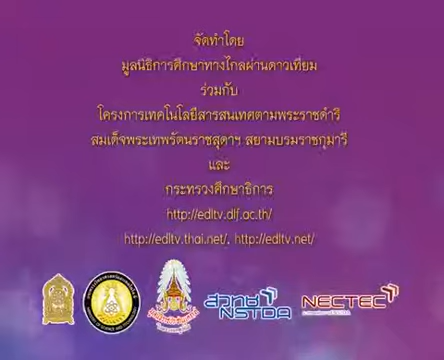 จัดทำโดย
มูลนิธิการศึกษาทางไกลผ่านดาวเทียม
ร่วมกับ
โครงการเทคโนโลยีสารสนเทศตามพระราชดำริ
สมเด็จพระเทพรัตนราชสุดาฯ สยามบรมราชกุมารี
และ
กระทรวงศึกษาธิการ
http://edltv.dlf.ac.th/
http://edltv.thai.net/, http://edltv.net/
สวทช NECTEC
NSTDA